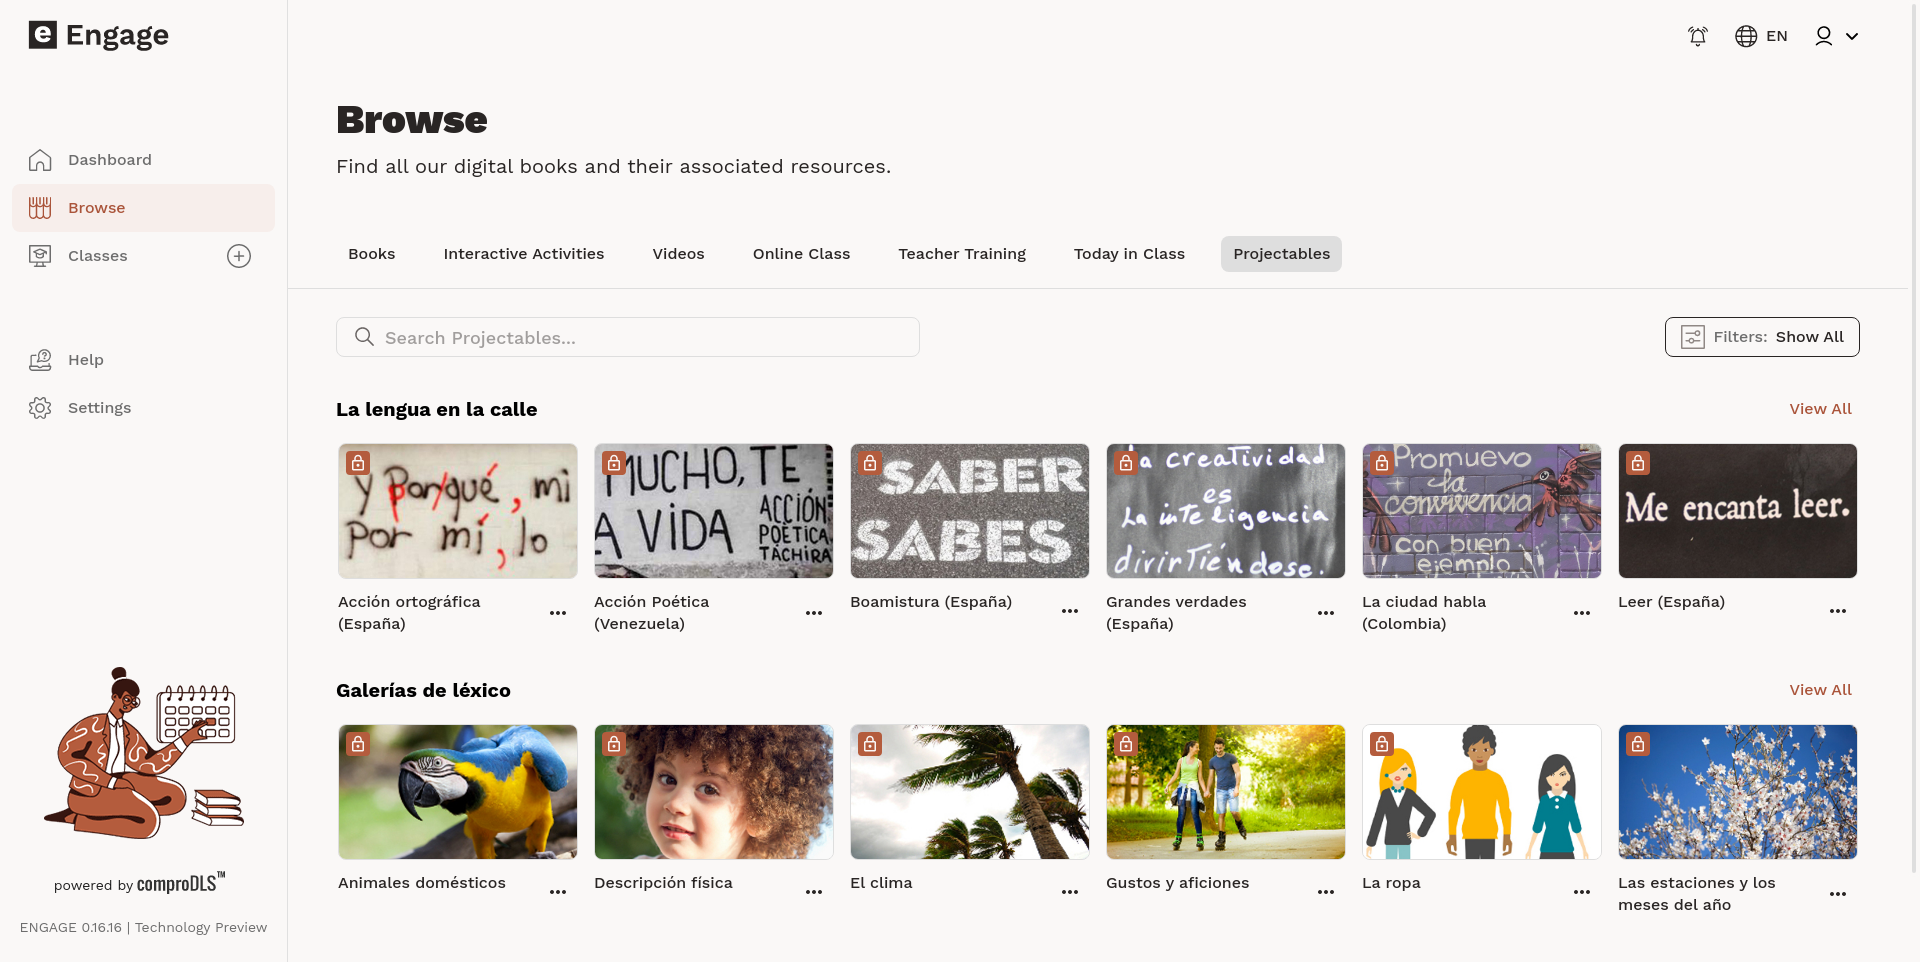 e Engage
EN
Dashboard
Browse
Classes
Help
Settings
powered by comproDLS™
ENGAGE 0.16.16 | Technology Preview
Browse
Find all our digital books and their associated resources.
Books
Interactive Activities
Videos
Online Class
Teacher Training
Today in Class
Projectables
Search Projectables...
Filters: Show All
La lengua en la calle
View All
y por/qué, mi
por mí, lo
MUCHO, TE
A VIDA
ACCIÓN
POÉTICA
TÁCHIRA
SABER
SABES
La creatividad
es
la inteligencia
divirtiéndose.
Promuevo
la
convivencia
con buen
ejemplo
Me encanta leer.
Acción ortográfica
(España)
Acción Poética
(Venezuela)
Boamistura (España)
Grandes verdades
(España)
La ciudad habla
(Colombia)
Leer (España)
Galerías de léxico
View All
Animales domésticos
Descripción física
El clima
Gustos y aficiones
La ropa
Las estaciones y los
meses del año